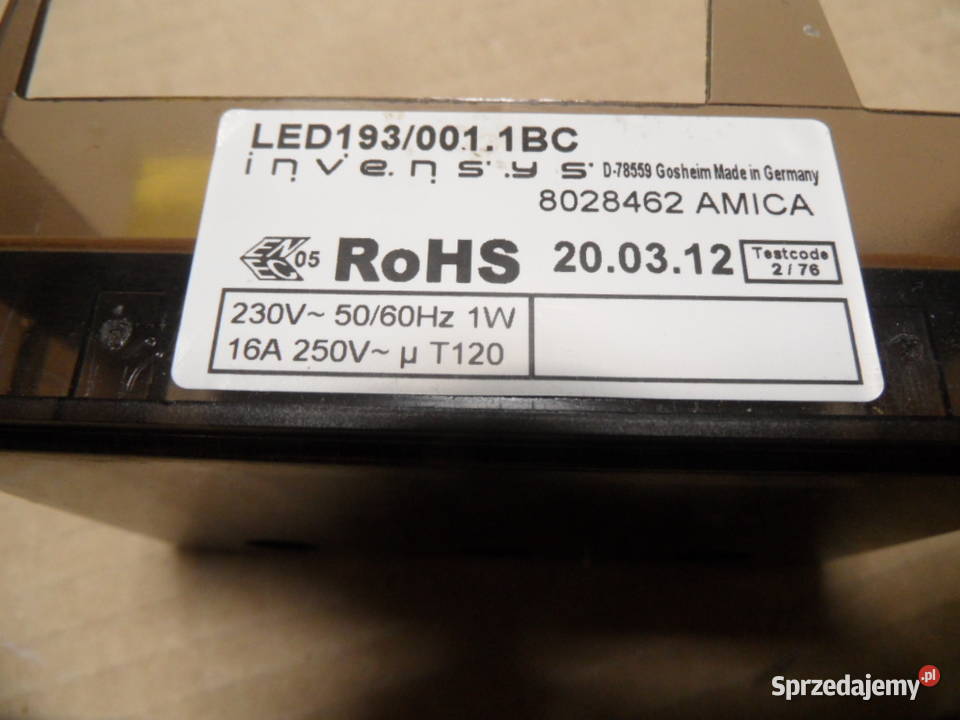 LED193/001.1BC
invensys D-78559 Gosheim Made in Germany
8028462 AMICA
ENEC 05 RoHS 20.03.12 Testcode
2/76
230V~ 50/60Hz 1W
16A 250V~ µ T120
Sprzedajemy.pl